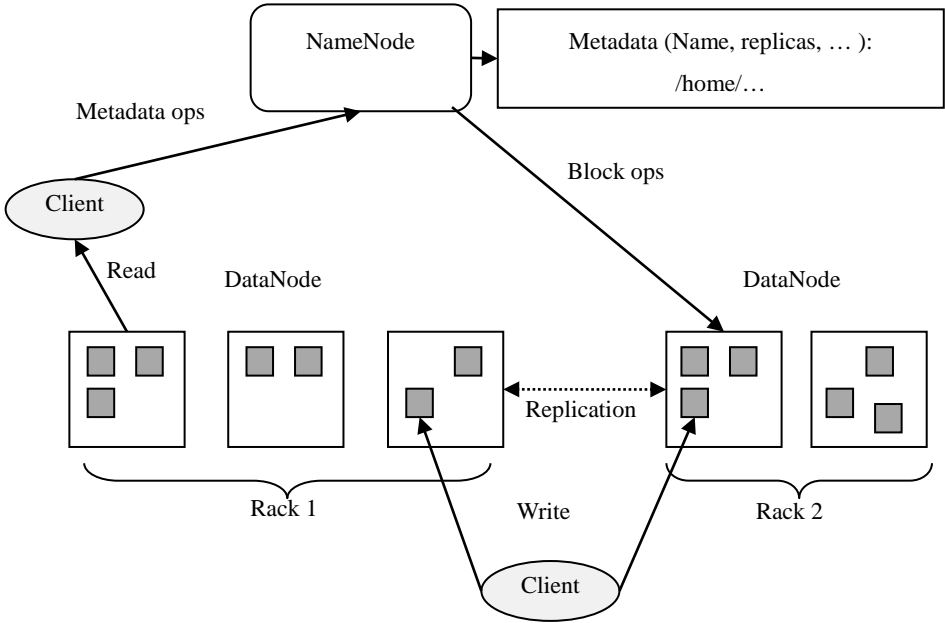 NameNode
Metadata (Name, replicas, … ):
/home/…
Metadata ops
Block ops
Client
Read
DataNode
DataNode
Replication
Rack 1
Write
Rack 2
Client